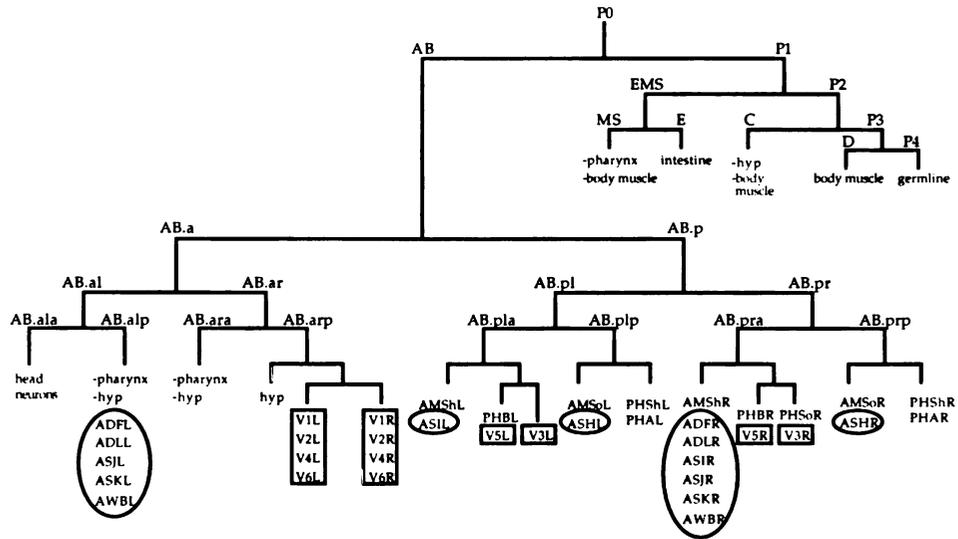 P0
AB P1
EMS P2
MS E C P3
D P4
-pharynx intestine -hyp body muscle germline
-body muscle -body
muscle
AB.a AB.p
AB.al AB.ar AB.pl AB.pr
AB.ala AB.alp AB.ara AB.arp AB.pla AB.plp AB.pra AB.prp
head -pharynx -pharynx hyp
neurons -hyp -hyp
AMShL AMSoL PHShL AMShR AMSoR PHShR
ASIL PHBL ASHL PHAL ADFR PHBR PHSoR ASHR PHAR
ADFL V1L V1R V5L V3L ADLR V5R V3R
ADLL V2L V2R ASIR
ASJL V4L V4R ASJR
ASKL V6L V6R ASKR
AWBL AWBR